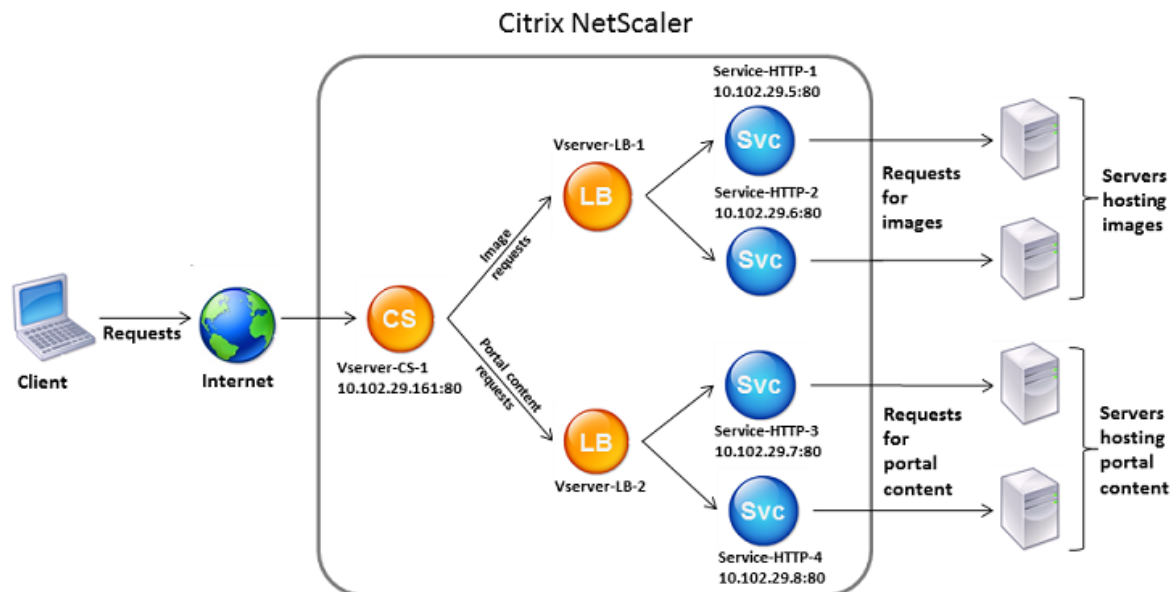 Citrix NetScaler
Service-HTTP-1
10.102.29.5:80
Svc
Vserver-LB-1
LB
Service-HTTP-2
10.102.29.6:80
Svc
Requests
for
images
Servers
hosting
images
Image
requests
Client
Requests
Internet
CS
Vserver-CS-1
10.102.29.161:80
Portal content
requests
LB
Vserver-LB-2
Svc
Service-HTTP-3
10.102.29.7:80
Svc
Service-HTTP-4
10.102.29.8:80
Requests
for
portal
content
Servers
hosting
portal
content